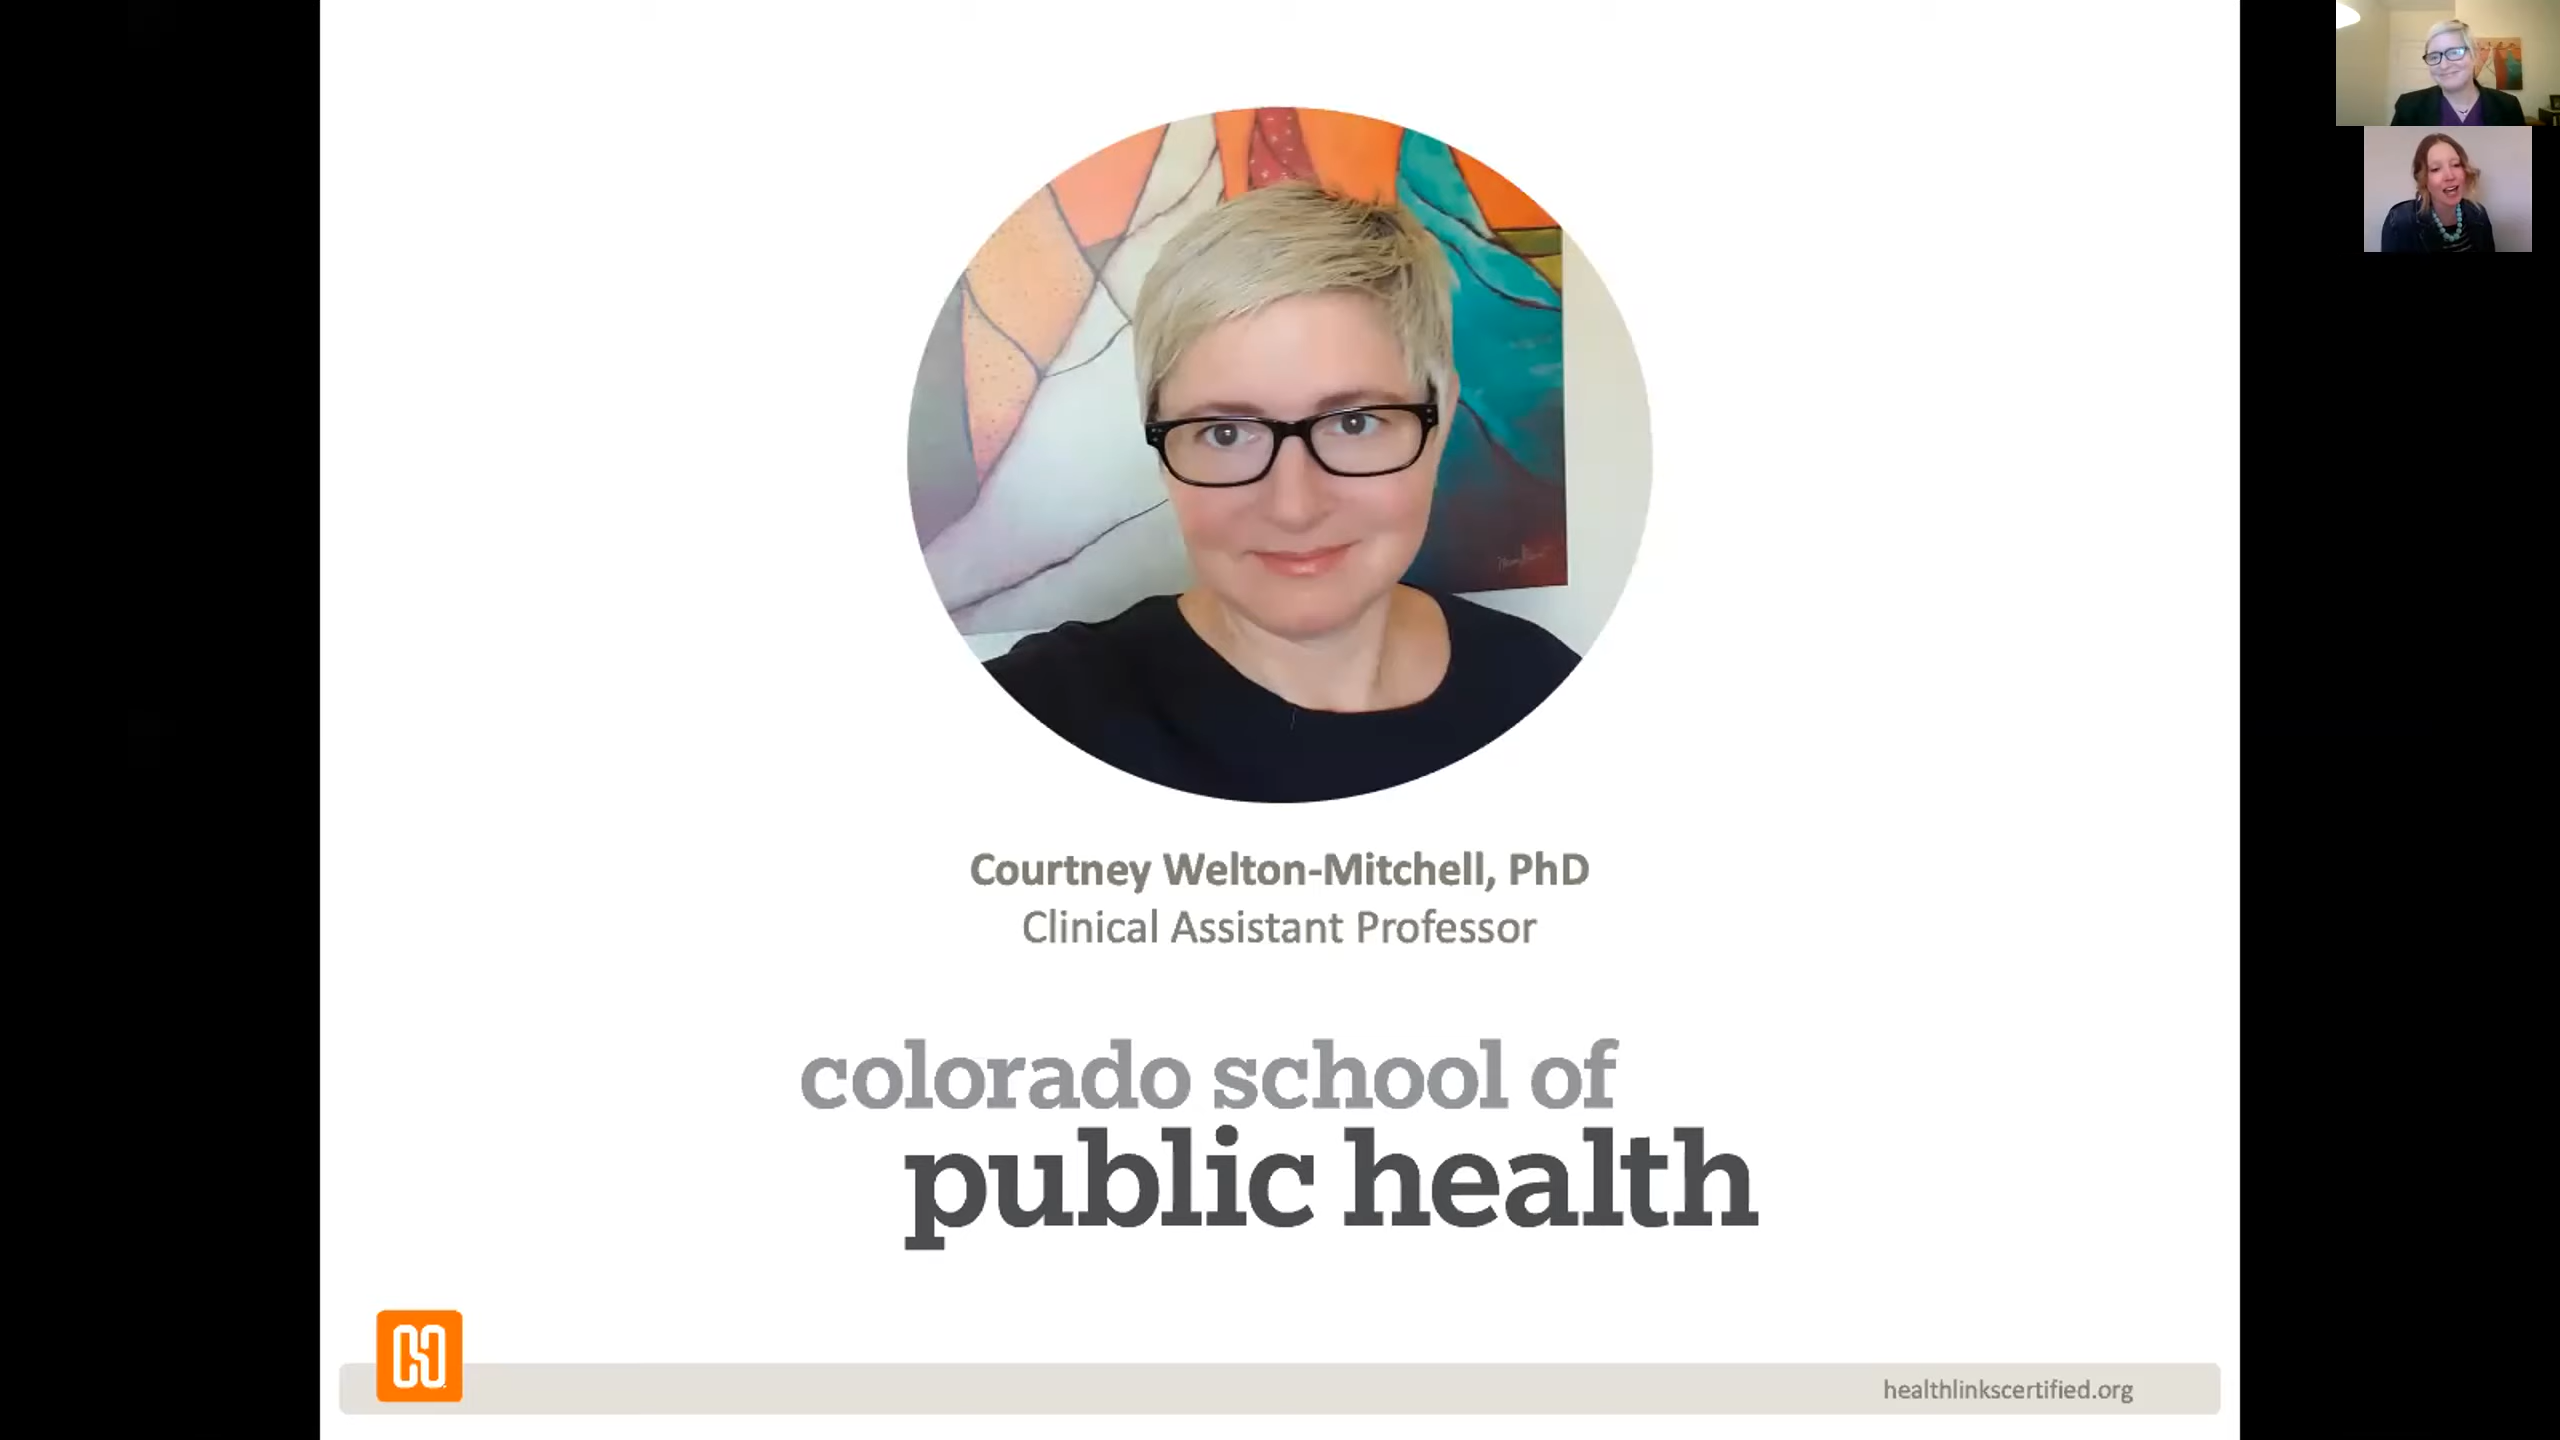 Courtney Welton-Mitchell, PhD
Clinical Assistant Professor
colorado school of
public health
healthlinkscertified.org